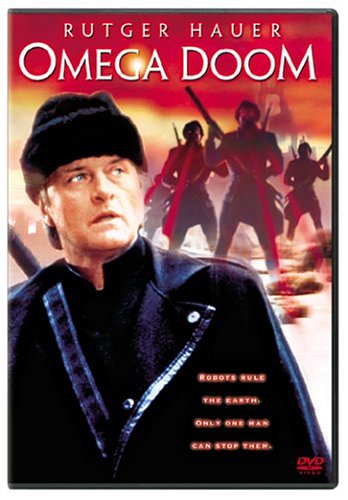 RUTGER HAUER
OMEGA DOOM
ROBOTS RULE
THE EARTH.
ONLY ONE MAN
CAN STOP THEM.
DVD
VIDEO